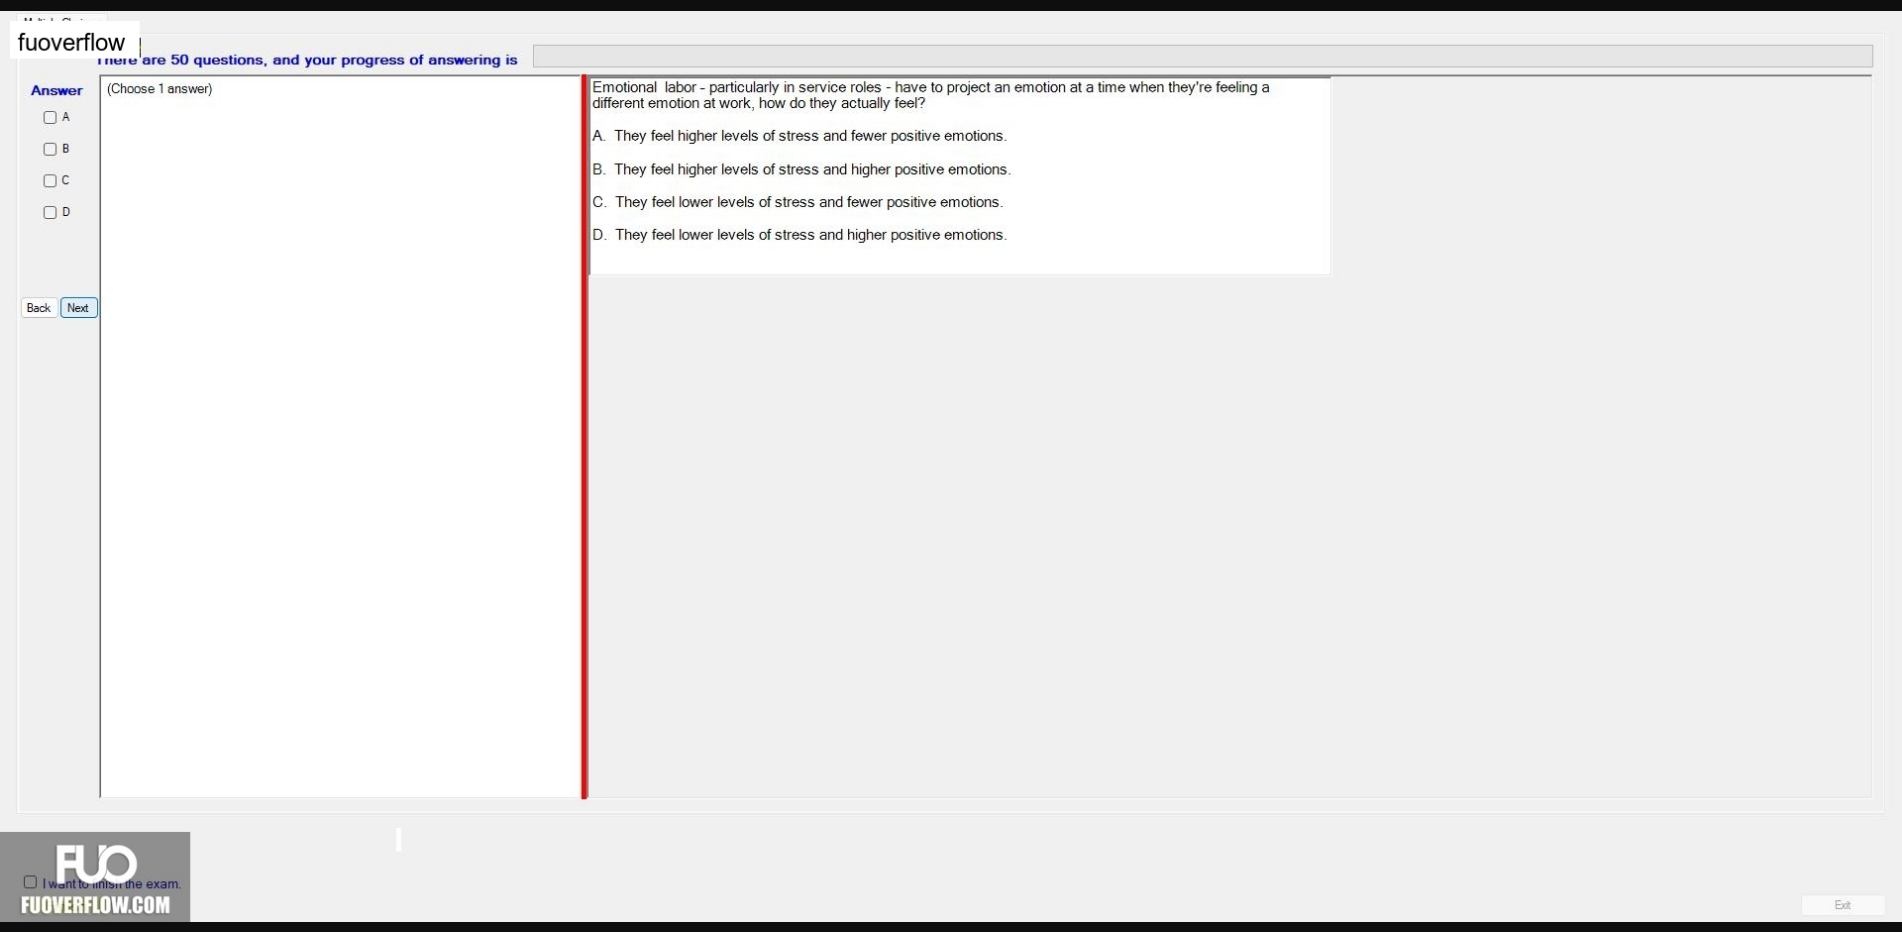 fuoverflow
There are 50 questions, and your progress of answering is
Answer
(Choose 1 answer)
A
B
C
D
Back Next
Emotional  labor - particularly in service roles - have to project an emotion at a time when they're feeling a
different emotion at work, how do they actually feel?
A.  They feel higher levels of stress and fewer positive emotions.
B.  They feel higher levels of stress and higher positive emotions.
C.  They feel lower levels of stress and fewer positive emotions.
D.  They feel lower levels of stress and higher positive emotions.
FUO
I want to finish the exam.
FUOVERFLOW.COM
Exit